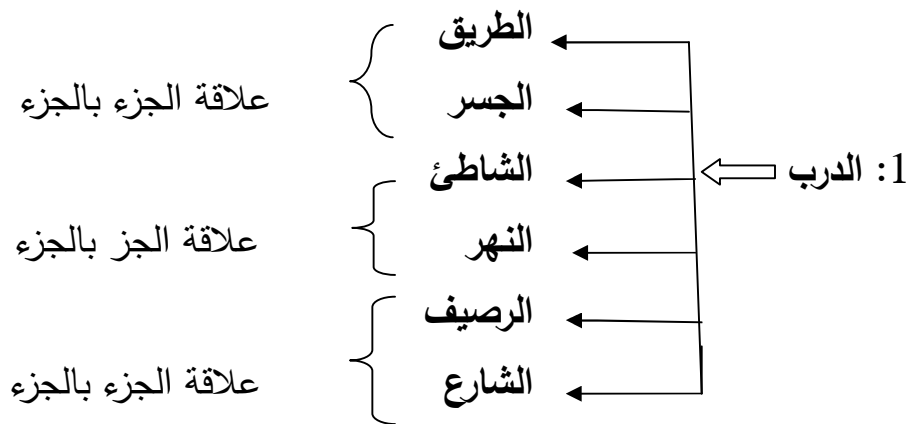 الطريق
علاقة الجزء بالجزء
الجسر
1: الدرب
الشاطئ
علاقة الجز بالجزء
النهر
الرصيف
علاقة الجزء بالجزء
الشارع